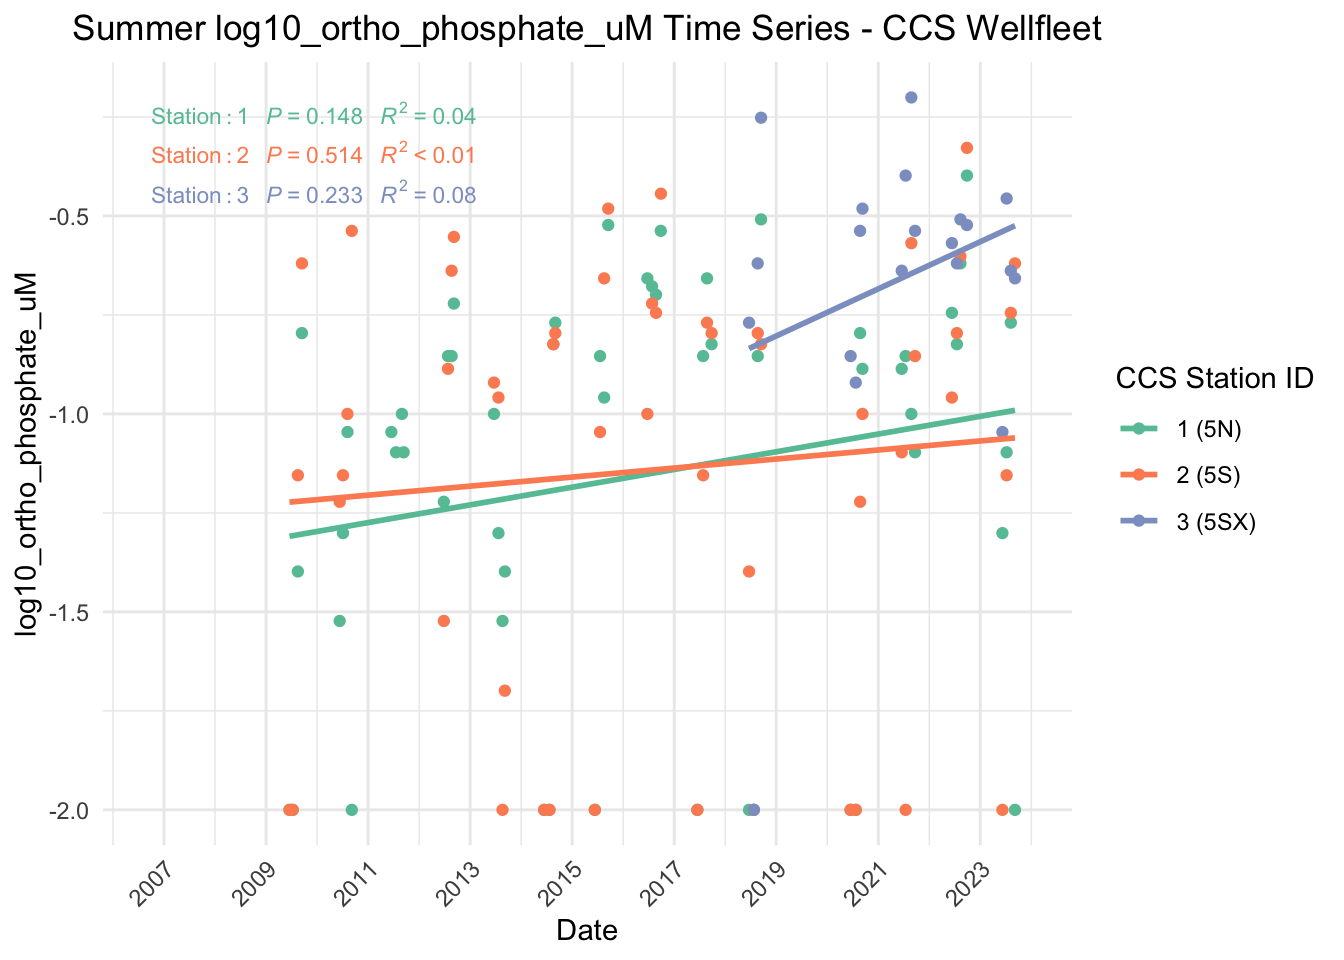 Summer log10_ortho_phosphate_uM Time Series - CCS Wellfleet
Station: 1 P = 0.148 R² = 0.04
Station: 2 P = 0.514 R² < 0.01
Station: 3 P = 0.233 R² = 0.08
-0.5
-1.0
-1.5
-2.0
log10_ortho_phosphate_uM
2007
2009
2011
2013
2015
2017
2019
2021
2023
Date
CCS Station ID
1 (5N)
2 (5S)
3 (5SX)